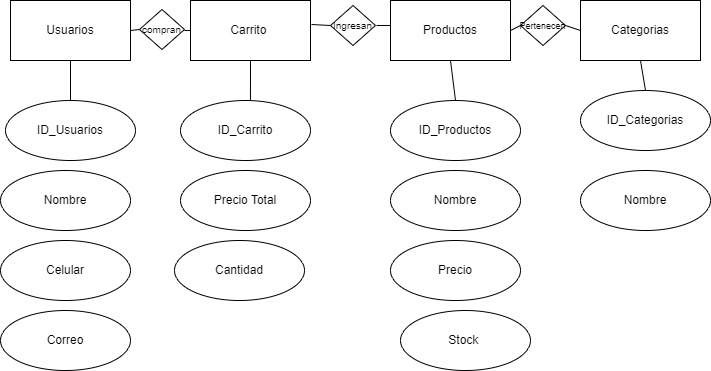 Usuarios
compran
Carrito
Ingresan
Productos
Pertenecen
Categorias
ID_Usuarios
ID_Carrito
ID_Productos
ID_Categorias
Nombre
Precio Total
Nombre
Nombre
Celular
Cantidad
Precio
Correo
Stock